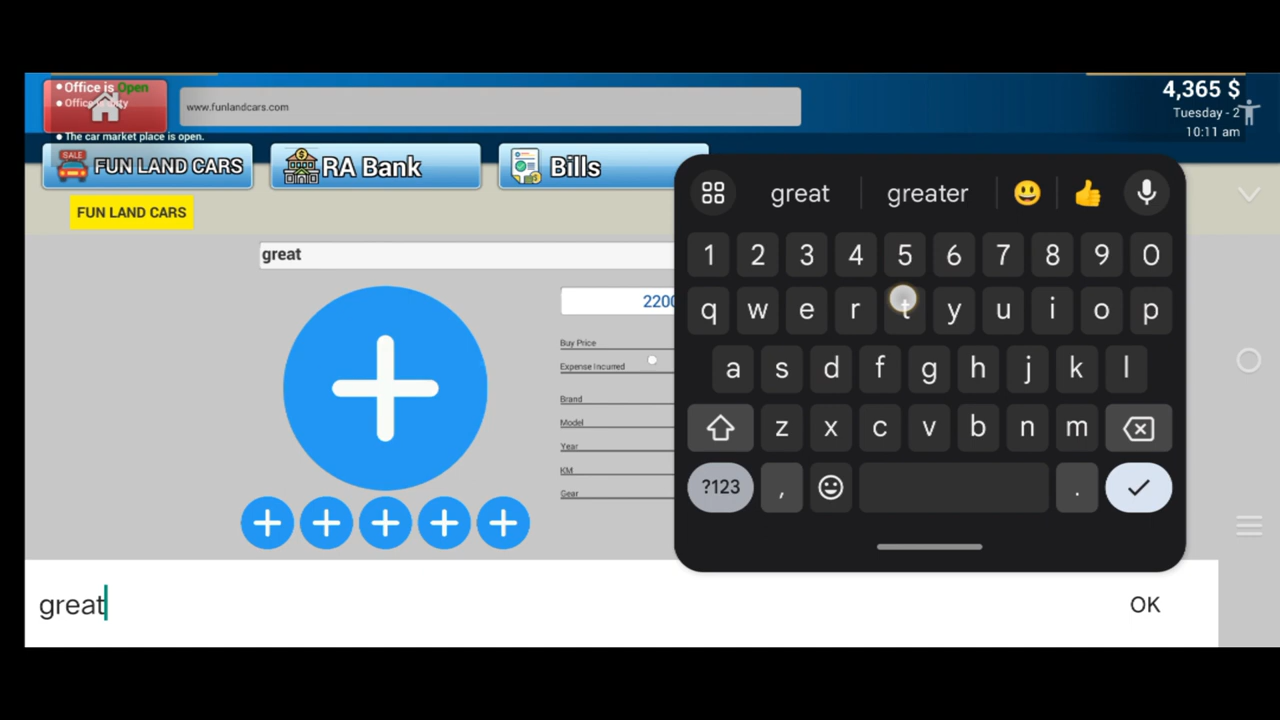 Office is Open
Office is
The car market place is open.
www.funlandcars.com
4,365 $
Tuesday - 2
10:11 am
SALE
FUN LAND CARS
RA Bank
Bills
FUN LAND CARS
great
2200
Buy Price
Expense Incurred
Brand
Model
Year
KM
Gear
great
greater
1 2 3 4 5 6 7 8 9 0
q w e r t y u i o p
a s d f g h j k l
z x c v b n m
?123 , .
great
OK